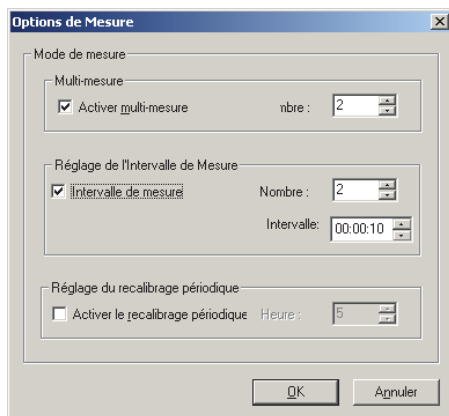 Options de Mesure
Mode de mesure
Multi-mesure
Activer multi-mesure nbre : 2
Réglage de l'Intervalle de Mesure
Intervalle de mesure Nombre : 2
Intervalle: 00:00:10
Réglage du recalibrage périodique
Activer le recalibrage périodique Heure : 5
OK Annuler